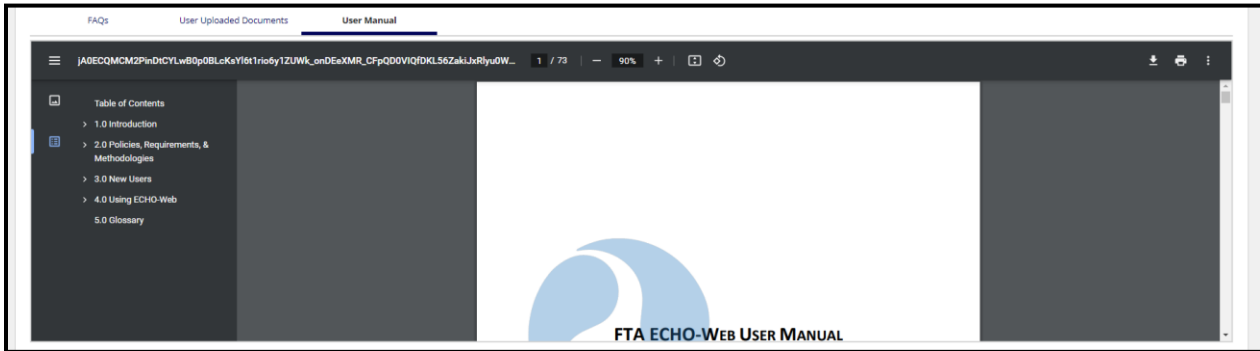 FAQs User Uploaded Documents User Manual
jA0ECQMCM2PinDtCYLwB0p0BLcKsYl6t1rio6y1ZUWk_onDEeXMR_CFpQD0VIQfDKL56ZakiJxRlyu0W... 1 / 73 90%
Table of Contents
1.0 Introduction
2.0 Policies, Requirements, &
Methodologies
3.0 New Users
4.0 Using ECHO-Web
5.0 Glossary
FTA ECHO-WEB USER MANUAL